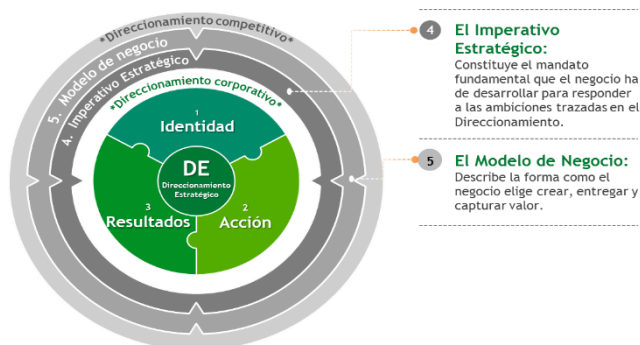 *Direccionamiento competitivo*
5. Modelo de negocio
4. Imperativo Estratégico
*Direccionamiento corporativo*
1
Identidad
DE
Direccionamiento
Estratégico
3
Resultados
2
Acción
4
El Imperativo
Estratégico:
Constituye el mandato
fundamental que el negocio ha
de desarrollar para responder
a las ambiciones trazadas en el
Direccionamiento.
5
El Modelo de Negocio:
Describe la forma como el
negocio elige crear, entregar y
capturar valor.